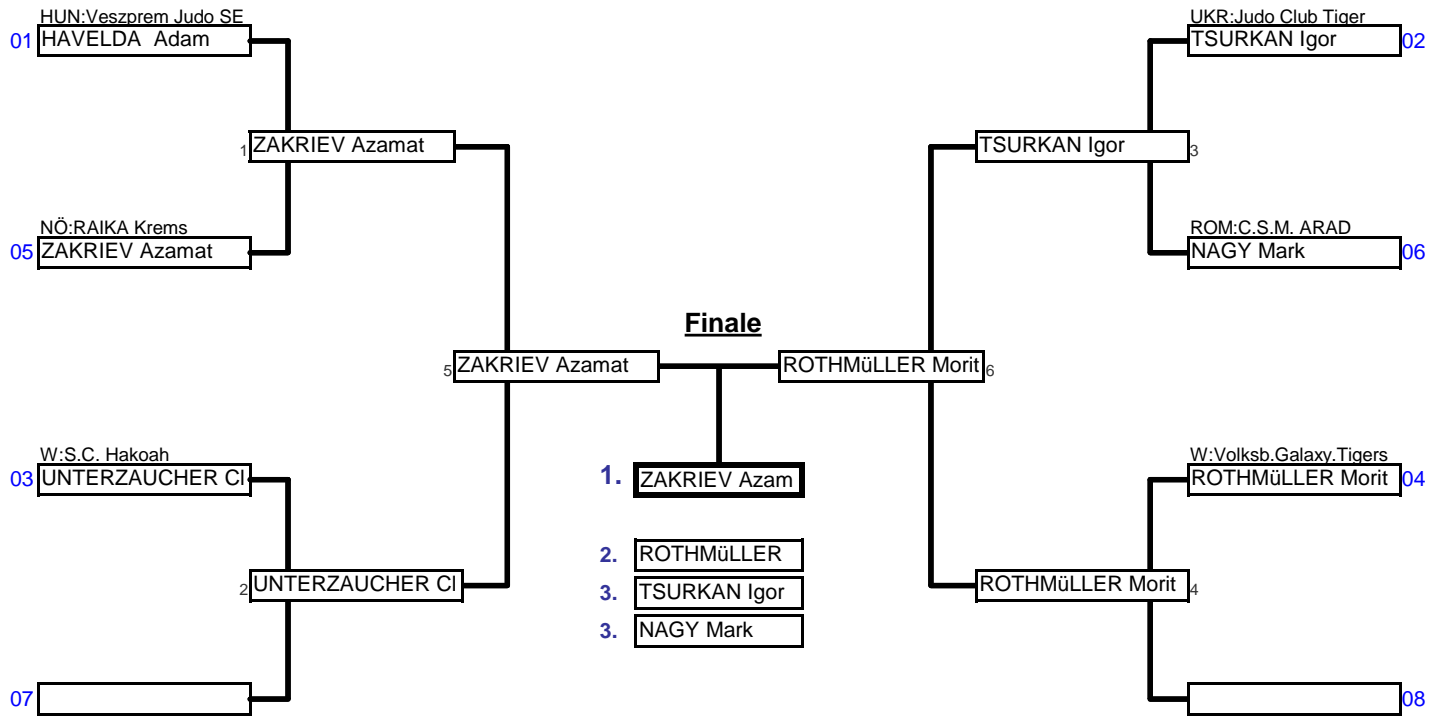 HUN:Veszprem Judo SE
01 HAVELDA  Adam
UKR:Judo Club Tiger
TSURKAN Igor 02
1 ZAKRIEV Azamat
TSURKAN Igor 3
NÖ:RAIKA Krems
05 ZAKRIEV Azamat
ROM:C.S.M. ARAD
NAGY Mark 06
Finale
5 ZAKRIEV Azamat
ROTHMüLLER Morit 6
W:S.C. Hakoah
03 UNTERZAUCHER Cl
1. ZAKRIEV Azam
W:Volksb.Galaxy.Tigers
ROTHMüLLER Morit 04
2. ROTHMüLLER
3. TSURKAN Igor
3. NAGY Mark
2 UNTERZAUCHER Cl
ROTHMüLLER Morit 4
07
08